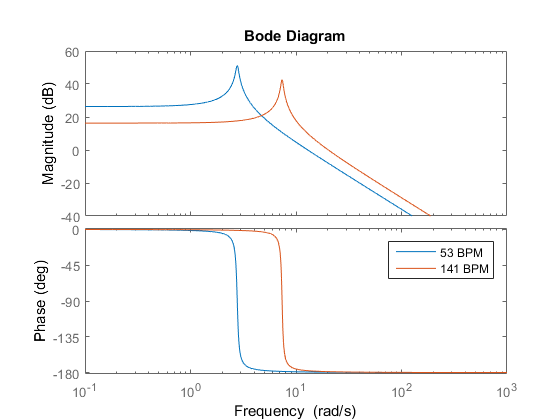 Bode Diagram
Magnitude (dB)
60
40
20
0
-20
-40
Phase (deg)
0
-45
-90
-135
-180
53 BPM
141 BPM
10^-1
10^0
10^1
10^2
10^3
Frequency (rad/s)